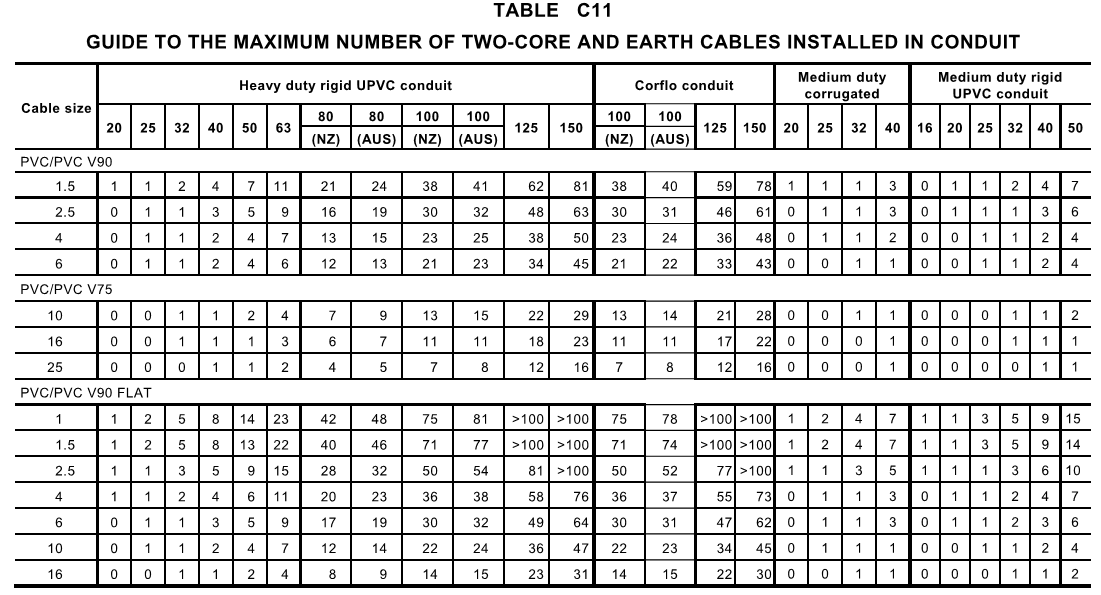 TABLE C11
GUIDE TO THE MAXIMUM NUMBER OF TWO-CORE AND EARTH CABLES INSTALLED IN CONDUIT
Cable size Heavy duty rigid UPVC conduit Corflo conduit Medium duty corrugated Medium duty rigid UPVC conduit
20 25 32 40 50 63 80 (NZ) 80 (AUS) 100 (NZ) 100 (AUS) 125 150 100 (NZ) 100 (AUS) 125 150 20 25 32 40 16 20 25 32 40 50
PVC/PVC V90
1.5 1 1 2 4 7 11 21 24 38 41 62 81 38 40 59 78 1 1 1 3 0 1 1 2 4 7
2.5 0 1 1 3 5 9 16 19 30 32 48 63 30 31 46 61 0 1 1 3 0 1 1 1 3 6
4 0 1 1 2 4 7 13 15 23 25 38 50 23 24 36 48 0 1 1 2 0 0 1 1 2 4
6 0 1 1 2 4 6 12 13 21 23 34 45 21 22 33 43 0 0 1 1 0 0 1 1 2 4
PVC/PVC V75
10 0 0 1 1 2 4 7 9 13 15 22 29 13 14 21 28 0 0 1 1 0 0 0 1 1 2
16 0 0 1 1 1 3 6 7 11 11 18 23 11 11 17 22 0 0 0 1 0 0 0 1 1 1
25 0 0 0 1 1 2 4 5 7 8 12 16 7 8 12 16 0 0 0 1 0 0 0 0 1 1
PVC/PVC V90 FLAT
1 1 2 5 8 14 23 42 48 75 81 >100 >100 75 78 >100 >100 1 2 4 7 1 1 3 5 9 15
1.5 1 2 5 8 13 22 40 46 71 77 >100 >100 71 74 >100 >100 1 2 4 7 1 1 3 5 9 14
2.5 1 1 3 5 9 15 28 32 50 54 81 >100 50 52 77 >100 1 1 3 5 1 1 1 3 6 10
4 1 1 2 4 6 11 20 23 36 38 58 76 36 37 55 73 0 1 1 3 0 1 1 2 4 7
6 0 1 1 3 5 9 17 19 30 32 49 64 30 31 47 62 0 1 1 3 0 1 1 2 3 6
10 0 1 1 2 4 7 12 14 22 24 36 47 22 23 34 45 0 1 1 1 0 0 1 1 2 4
16 0 0 1 1 2 4 8 9 14 15 23 31 14 15 22 30 0 0 1 1 0 0 0 1 1 2